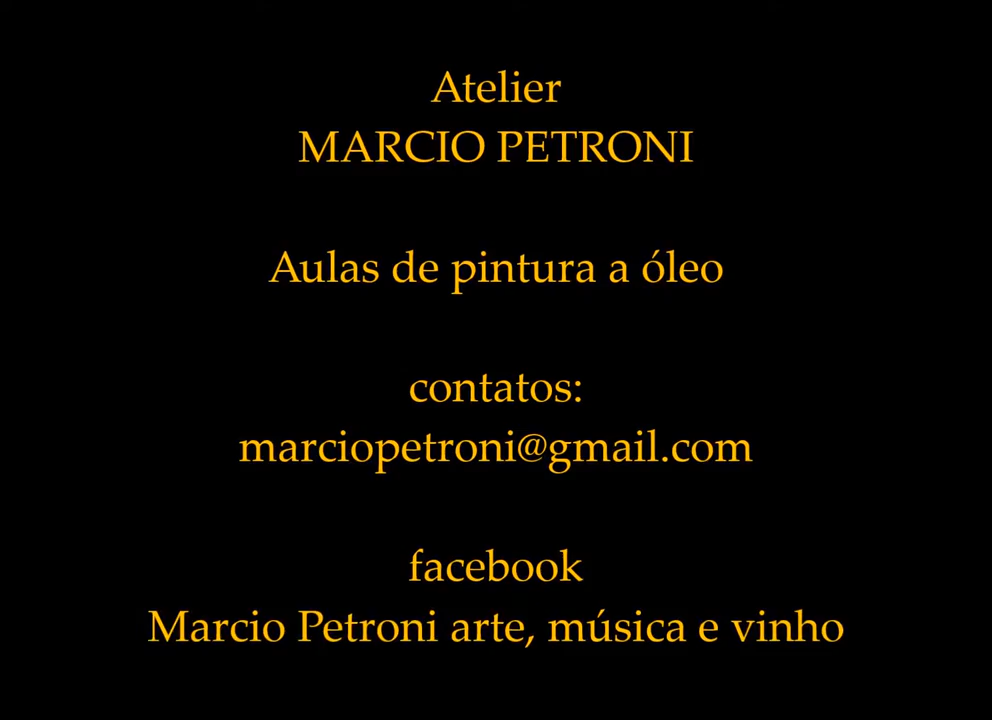 Atelier
MARCIO PETRONI
Aulas de pintura a óleo
contatos:
marciopetroni@gmail.com
facebook
Marcio Petroni arte, música e vinho